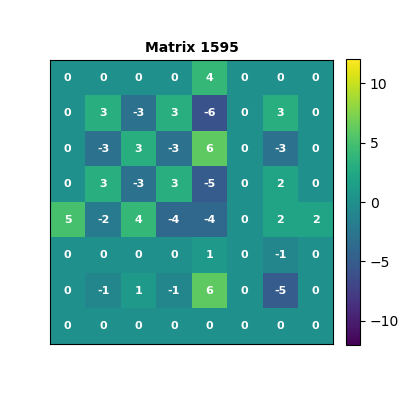 Matrix 1595
0 0 0 0 4 0 0 0
0 3 -3 3 -6 0 3 0
0 -3 3 -3 6 0 -3 0
0 3 -3 3 -5 0 2 0
5 -2 4 -4 -4 0 2 2
0 0 0 0 1 0 -1 0
0 -1 1 -1 6 0 -5 0
0 0 0 0 0 0 0 0
10
5
0
−5
−10